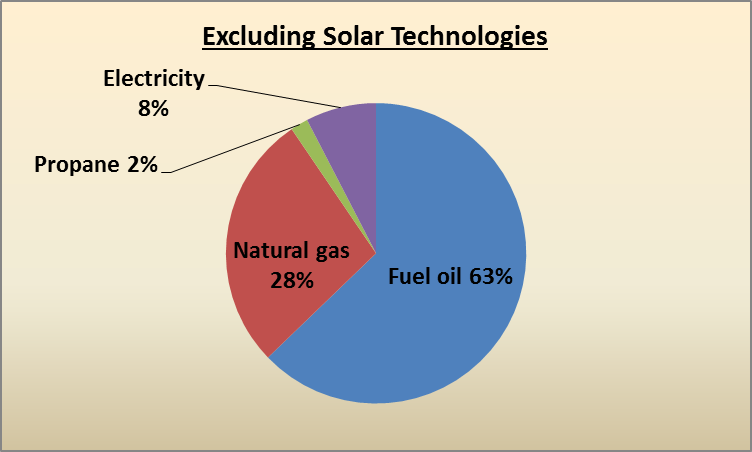 Excluding Solar Technologies
Electricity
8%
Propane 2%
Natural gas
28%
Fuel oil 63%